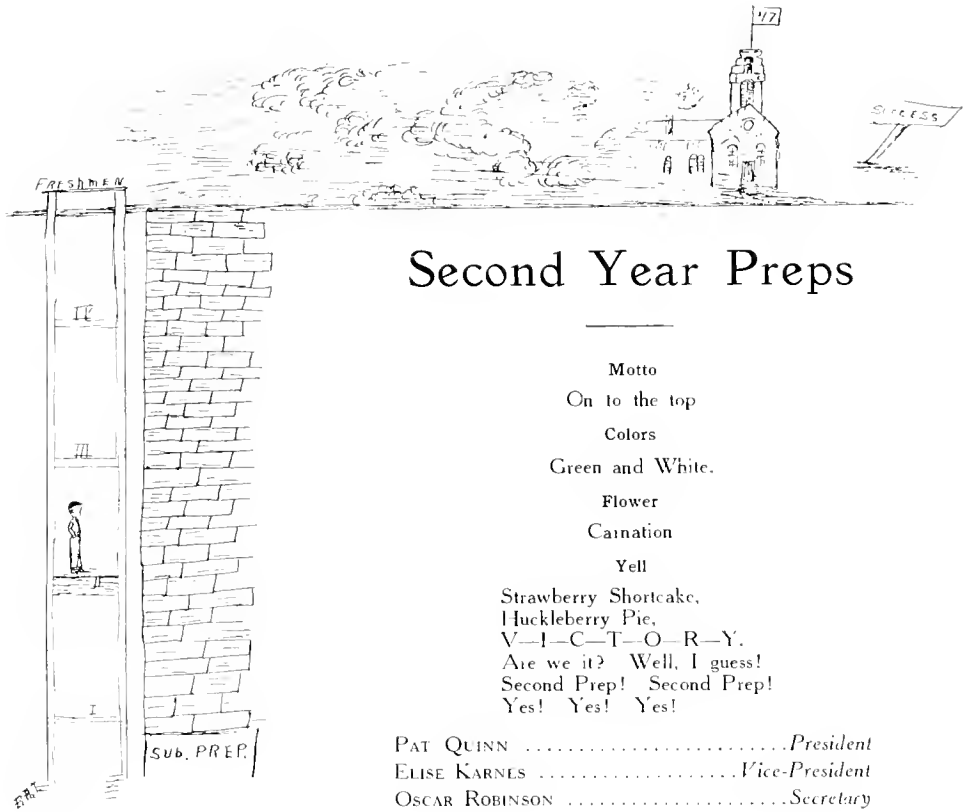 '17
SUCCESS
FRESHMEN
IV
III
II
I
SUB. PREP.
Second Year Preps
Motto
On to the top
Colors
Green and White.
Flower
Carnation
Yell
Strawberry Shortcake,
Huckleberry Pie,
V—I—C—T—O—R—Y.
Are we it? Well, I guess!
Second Prep! Second Prep!
Yes! Yes! Yes!
PAT QUINN ........................President
ELISE KARNES ..................Vice-President
OSCAR ROBINSON ....................Secretary